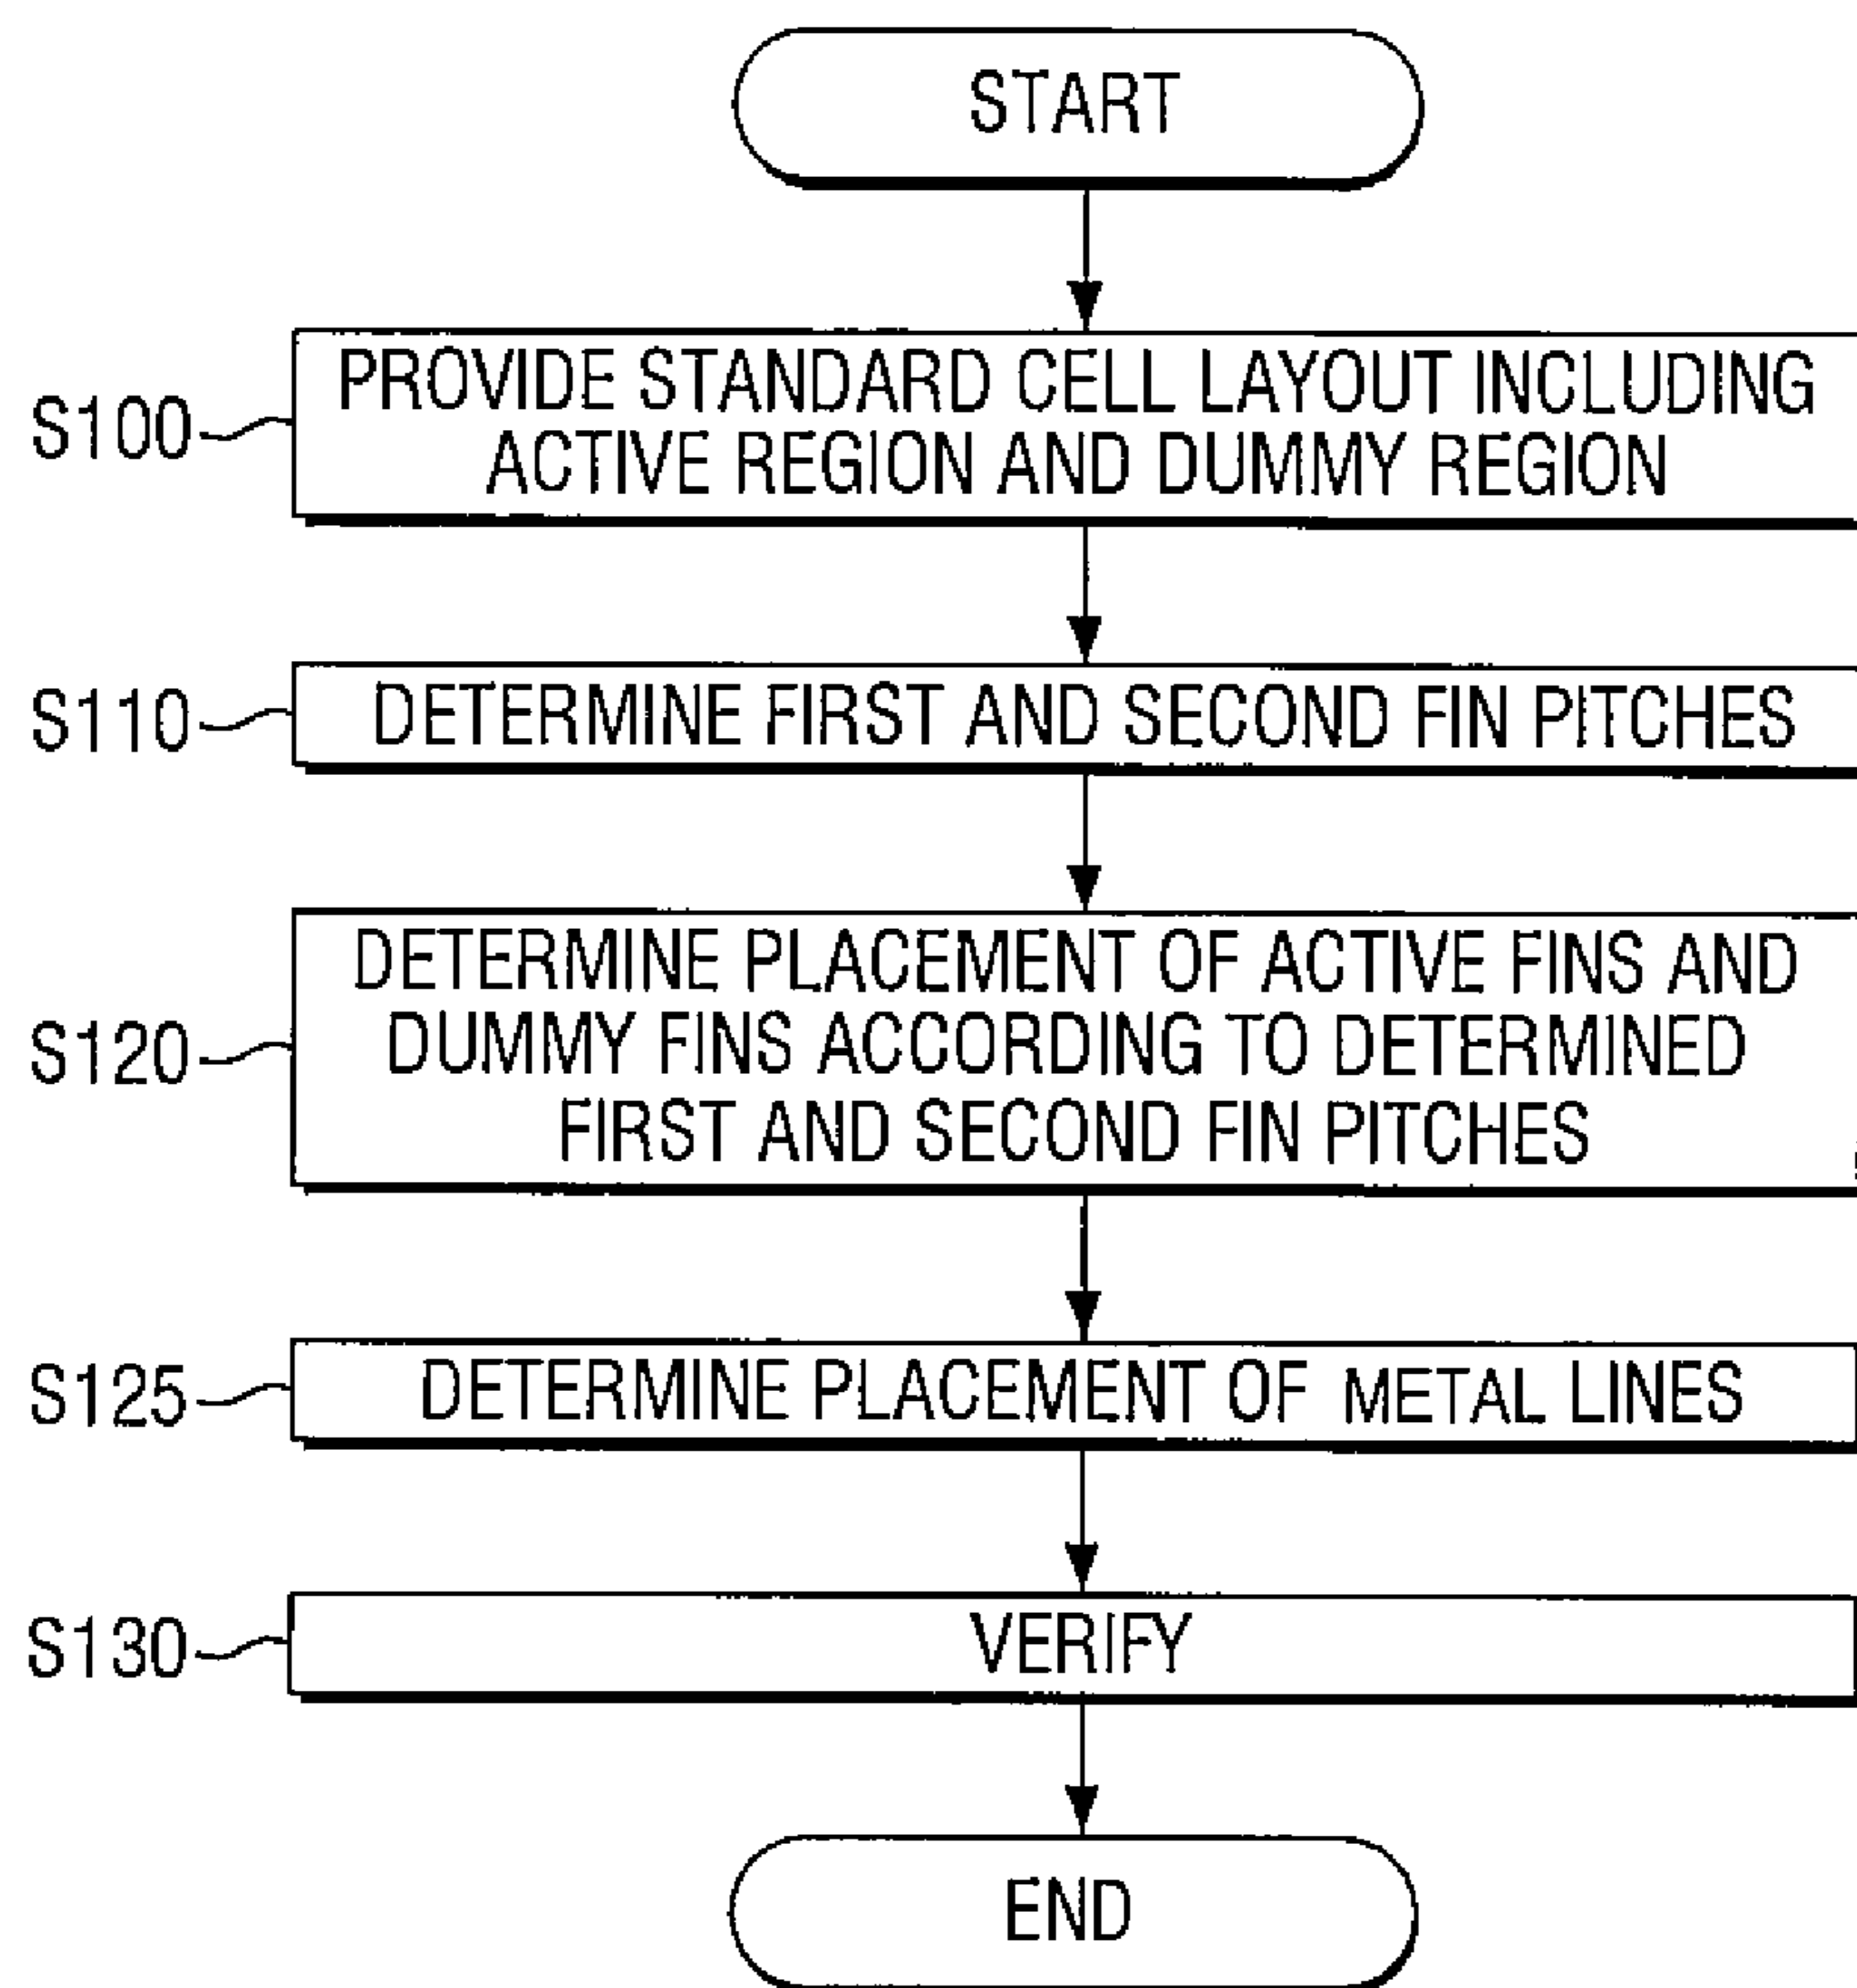 START
S100
PROVIDE STANDARD CELL LAYOUT INCLUDING
ACTIVE REGION AND DUMMY REGION
S110
DETERMINE FIRST AND SECOND FIN PITCHES
S120
DETERMINE PLACEMENT OF ACTIVE FINS AND
DUMMY FINS ACCORDING TO DETERMINED
FIRST AND SECOND FIN PITCHES
S125
DETERMINE PLACEMENT OF METAL LINES
S130
VERIFY
END